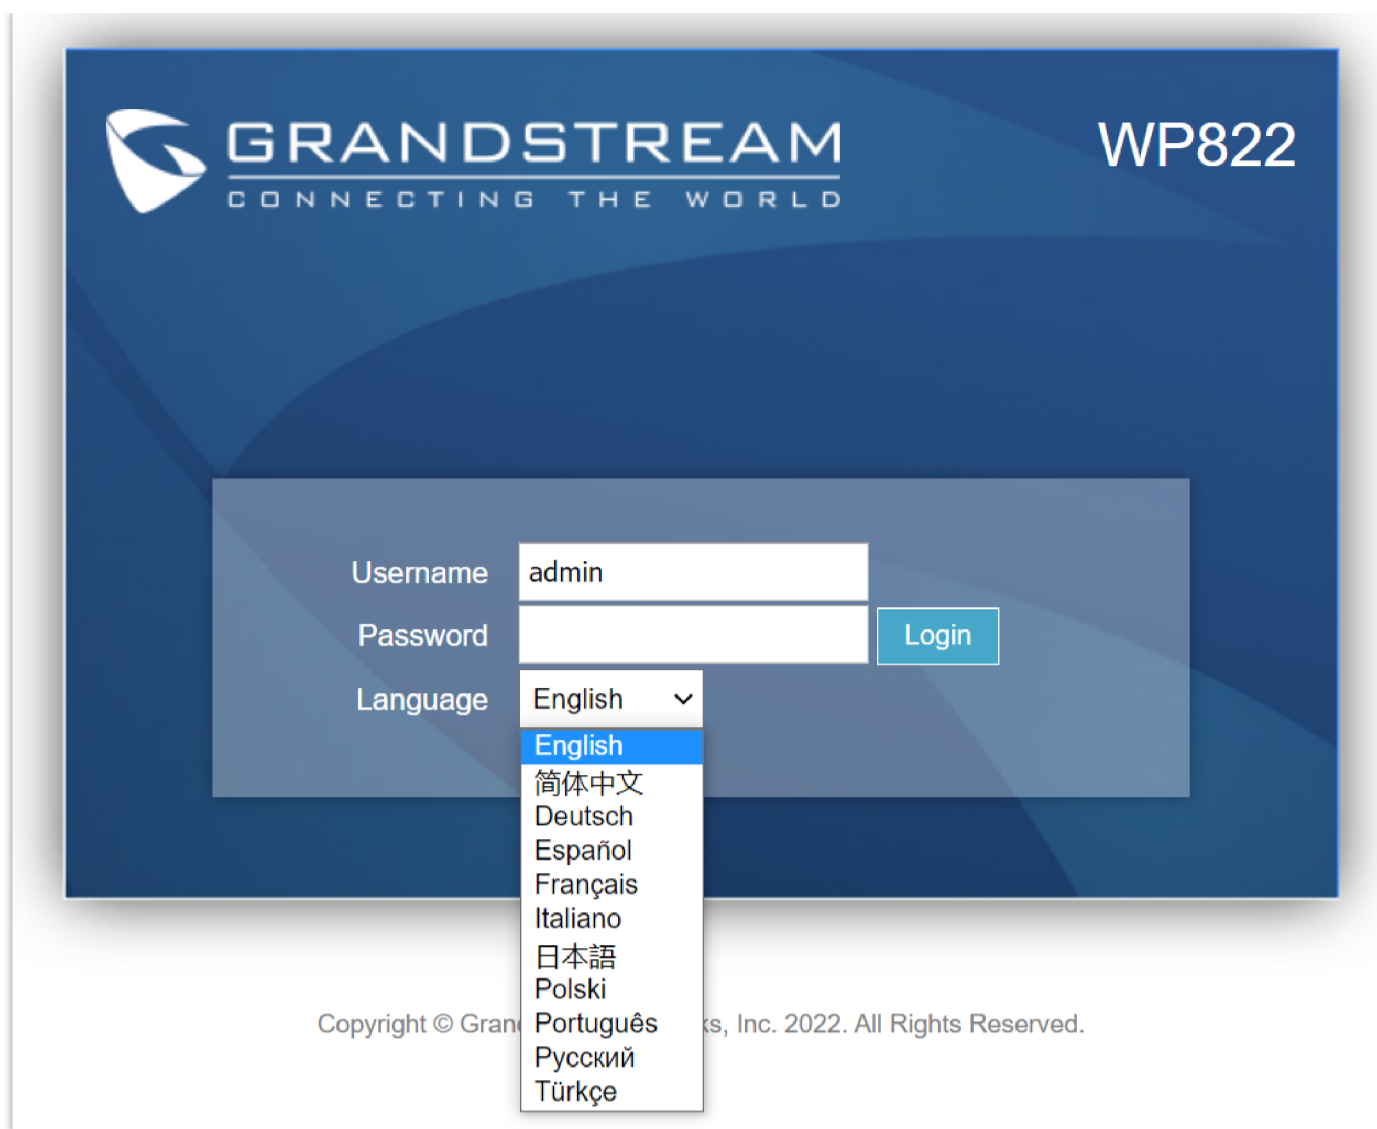 GRANDSTREAM
CONNECTING THE WORLD
WP822
Username admin
Password Login
Language English
English
简体中文
Deutsch
Español
Français
Italiano
日本語
Polski
Português
Русский
Türkçe
Copyright © Gran ks, Inc. 2022. All Rights Reserved.